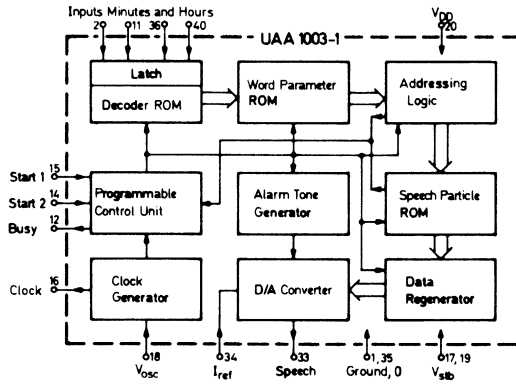 Inputs Minutes and Hours
2 11 36 40
V_DD
20
UAA 1003-1
Latch
Decoder ROM
Word Parameter
ROM
Addressing
Logic
Start 1 15
Start 2 14
Busy 12
Programmable
Control Unit
Alarm Tone
Generator
Speech Particle
ROM
Clock 16
Clock
Generator
D/A Converter
Data
Regenerator
18 34 33 1, 35 17, 19
Vosc Iref Speech Ground, 0 Vstb